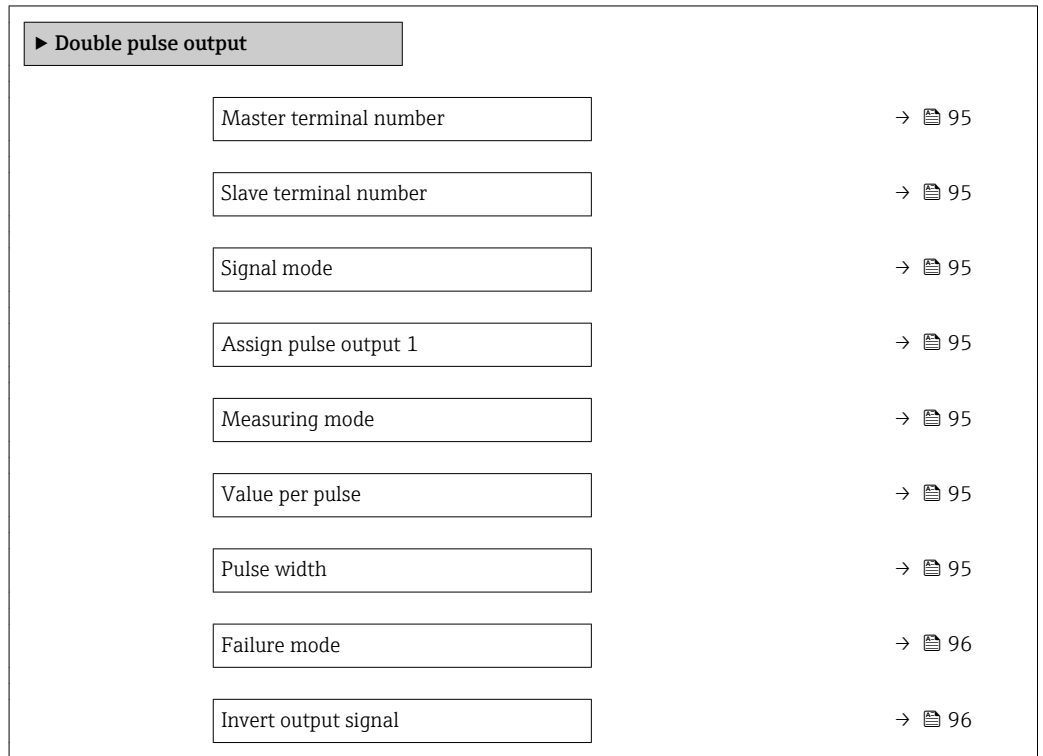 ► Double pulse output
Master terminal number → 95
Slave terminal number → 95
Signal mode → 95
Assign pulse output 1 → 95
Measuring mode → 95
Value per pulse → 95
Pulse width → 95
Failure mode → 96
Invert output signal → 96